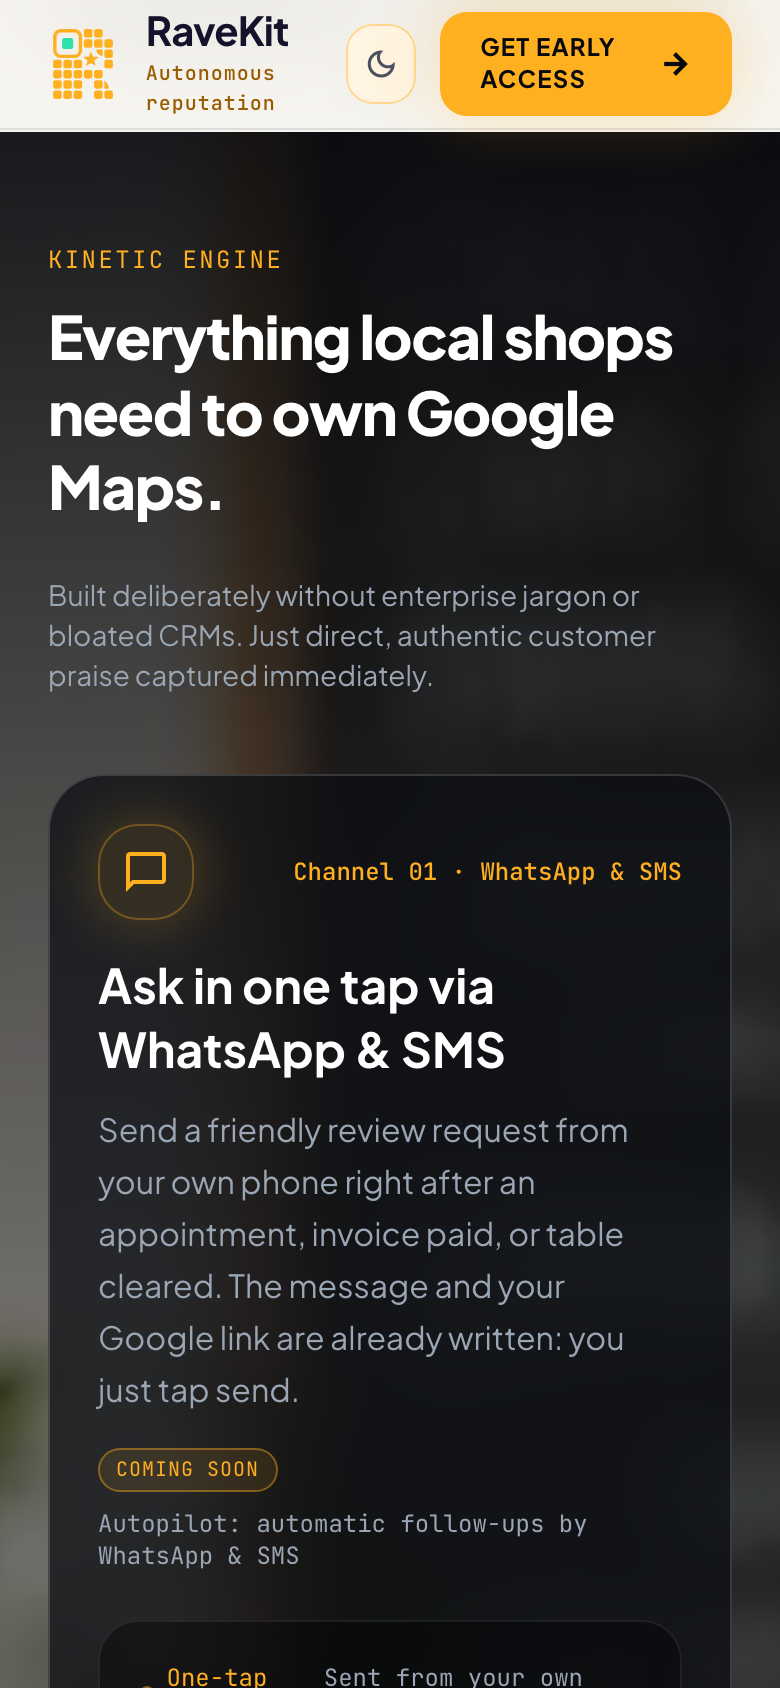 RaveKit
Autonomous
reputation
GET EARLY
ACCESS
KINETIC ENGINE
Everything local shops
need to own Google
Maps.
Built deliberately without enterprise jargon or
bloated CRMs. Just direct, authentic customer
praise captured immediately.
Channel 01 · WhatsApp & SMS
Ask in one tap via
WhatsApp & SMS
Send a friendly review request from
your own phone right after an
appointment, invoice paid, or table
cleared. The message and your
Google link are already written: you
just tap send.
COMING SOON
Autopilot: automatic follow-ups by
WhatsApp & SMS
One-tap
Sent from your own